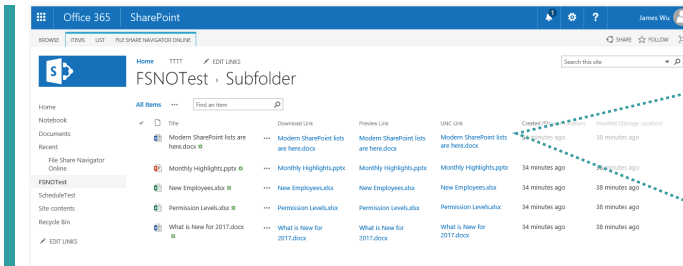 Office 365 SharePoint
1
?
James Wu
BROWSE ITEMS LIST FILE SHARE NAVIGATOR ONLINE
SHARE FOLLOW
S
Home TTTT EDIT LINKS
Search this site
FSNOTest Subfolder
Home
Notebook
Documents
Recent
File Share Navigator
Online
FSNOTest
ScheduleTest
Site contents
Recycle Bin
EDIT LINKS
All Items ••• Find an item
Title Download Link Preview Link UNC Link Created (Storage Location) Modified (Storage Location)
Modern SharePoint lists are ••• Modern SharePoint lists Modern SharePoint lists Modern SharePoint lists 34 minutes ago 38 minutes ago
here.docx are here.docx are here.docx are here.docx
Monthly Highlights.pptx ••• Monthly Highlights.pptx Monthly Highlights.pptx Monthly Highlights.pptx 34 minutes ago 38 minutes ago
New Employees.xlsx ••• New Employees.xlsx New Employees.xlsx New Employees.xlsx 34 minutes ago 38 minutes ago
Permission Levels.xlsx ••• Permission Levels.xlsx Permission Levels.xlsx Permission Levels.xlsx 34 minutes ago 38 minutes ago
What is New for 2017.docx ••• What is New for What is New for What is New for 34 minutes ago 38 minutes ago
2017.docx 2017.docx 2017.docx